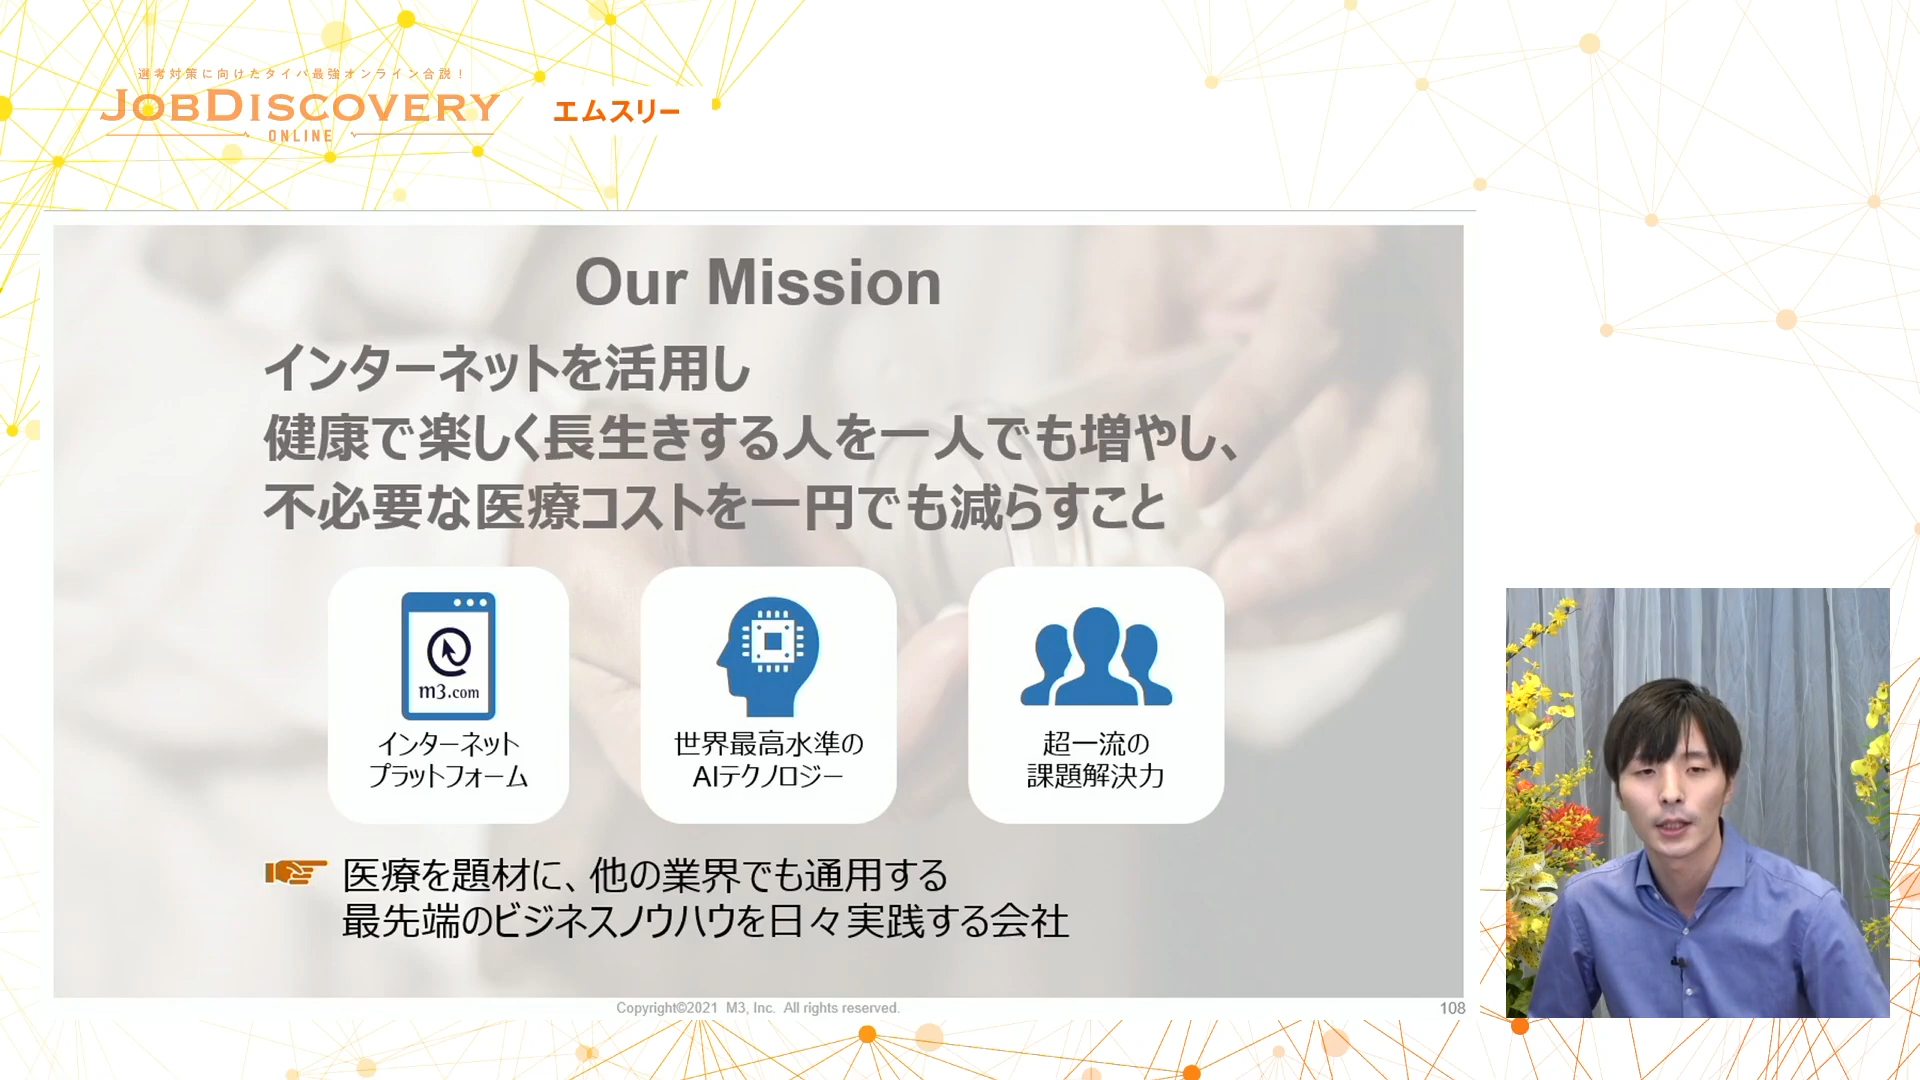 選考対策に向けたタイパ最強オンライン合説！
JOBDISCOVERY
ONLINE
エムスリー
Our Mission
インターネットを活用し
健康で楽しく長生きする人を一人でも増やし、
不必要な医療コストを一円でも減らすこと
m3.com
インターネット
プラットフォーム
世界最高水準の
AIテクノロジー
超一流の
課題解決力
医療を題材に、他の業界でも通用する
最先端のビジネスノウハウを日々実践する会社
Copyright©2021 M3, Inc. All rights reserved.
108